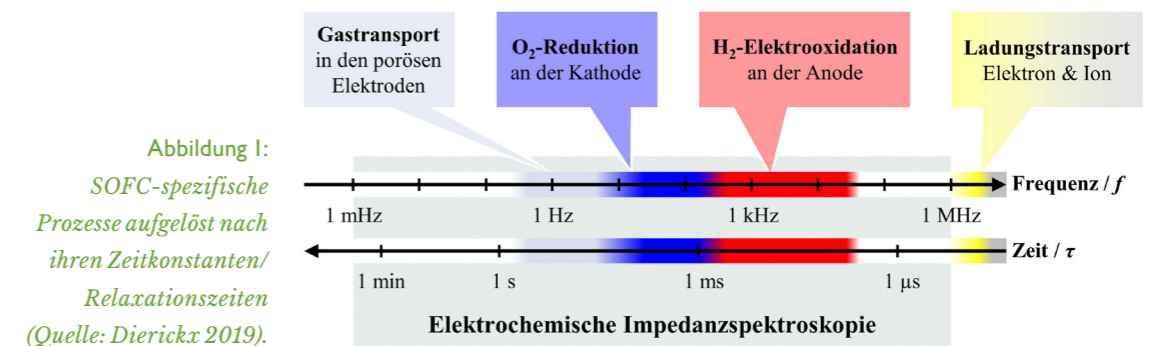 Gastransport
in den porösen
Elektroden
O₂-Reduktion
an der Kathode
H₂-Elektrooxidation
an der Anode
Ladungstransport
Elektron & Ion
Abbildung 1:
SOFC-spezifische
Prozesse aufgelöst nach
ihren Zeitkonstanten/
Relaxationszeiten
(Quelle: Dierickx 2019).
Frequenz / f
1 mHz 1 Hz 1 kHz 1 MHz
Zeit / τ
1 min 1 s 1 ms 1 µs
Elektrochemische Impedanzspektroskopie